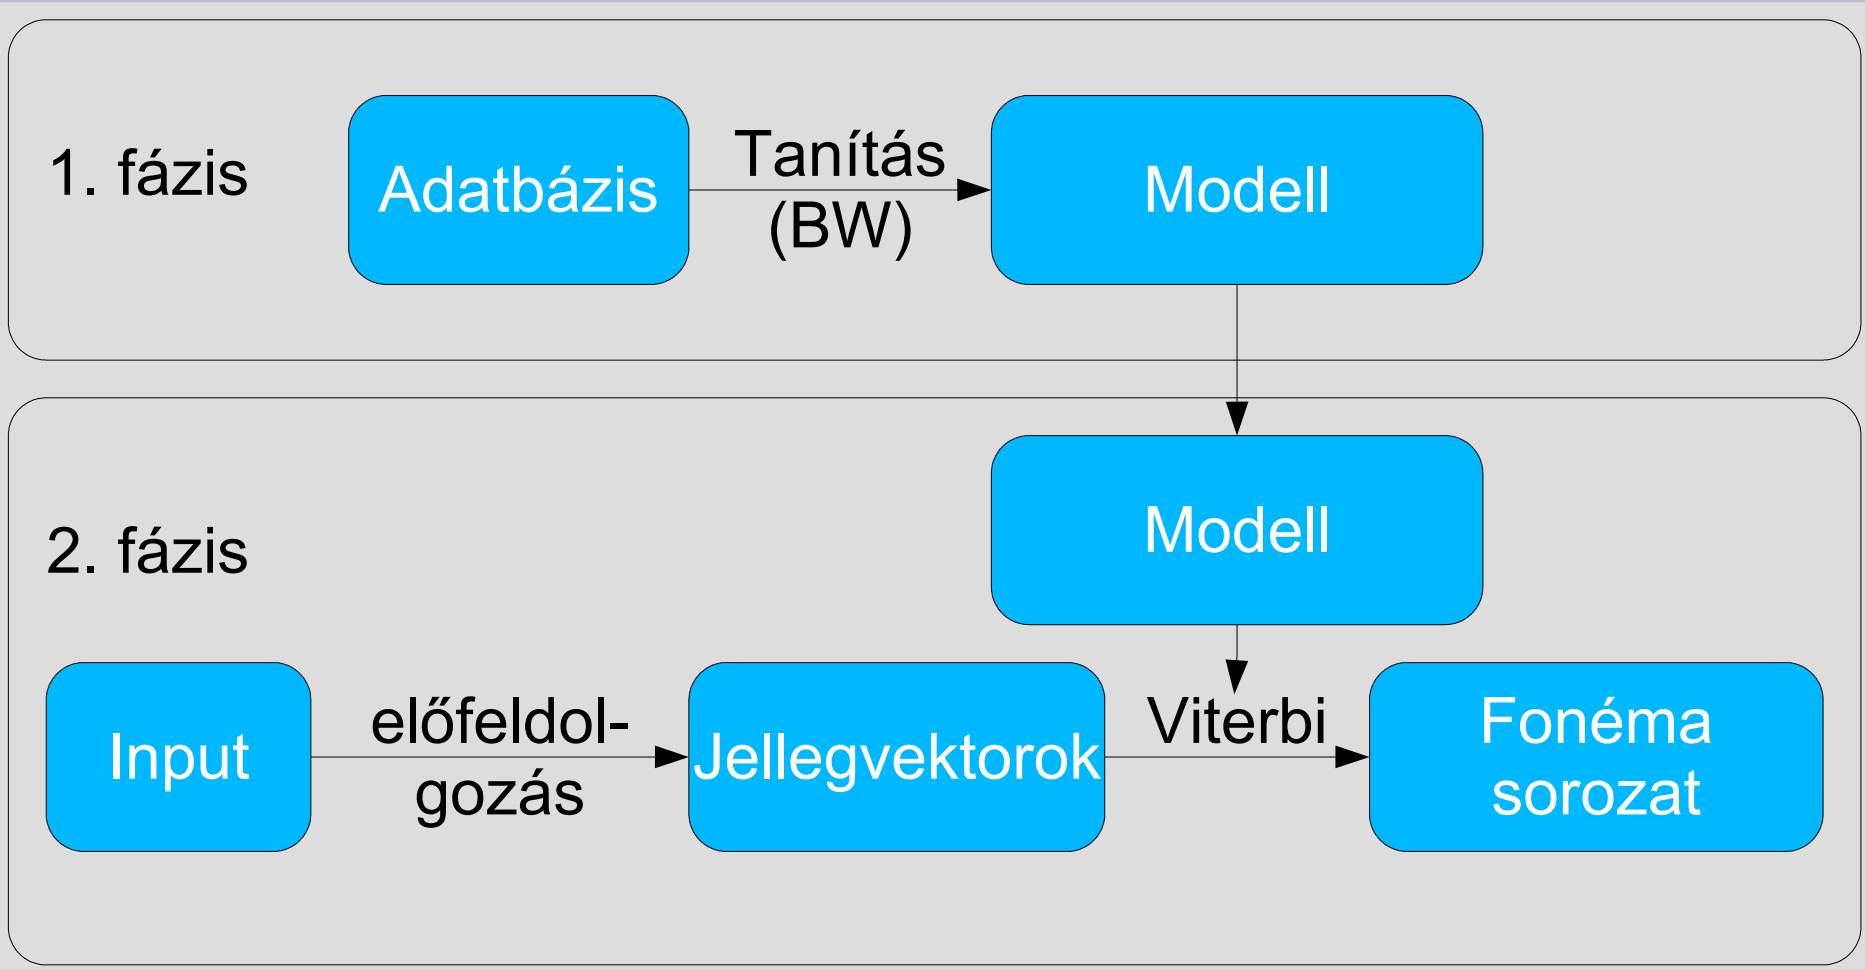 1. fázis
Adatbázis
Tanítás
(BW)
Modell
2. fázis
Modell
Input
előfeldol-
gozás
Jellegvektorok
Viterbi
Fonéma
sorozat